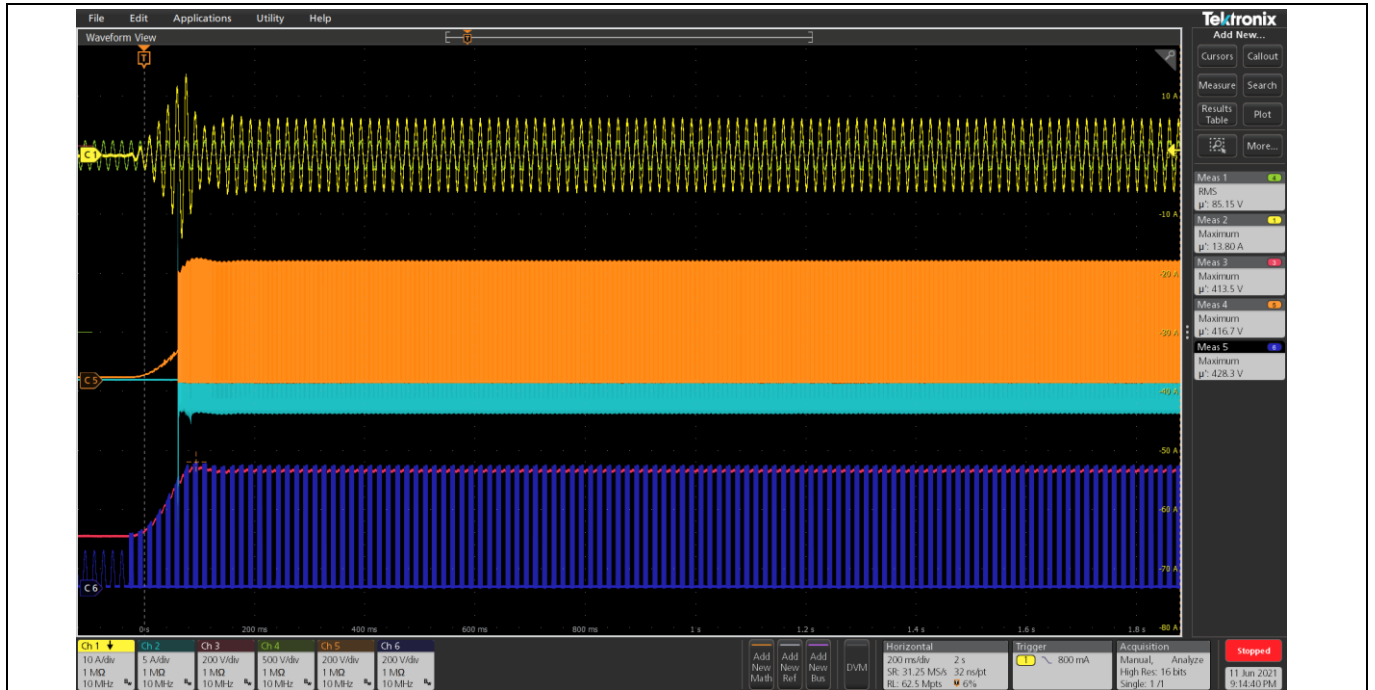 File Edit Applications Utility Help
Tektronix
Waveform View
Add New...
T
T
Cursors Callout
10 A
Measure Search
Results Table Plot
C1
More...
Meas 1 4
RMS
µ': 85.15 V
-10 A
Meas 2 1
Maximum
µ': 13.80 A
Meas 3 3
-20 A
Maximum
µ': 413.5 V
Meas 4 5
Maximum
µ': 416.7 V
-30 A
Meas 5 6
Maximum
µ': 428.3 V
C5
-40 A
-50 A
-60 A
-70 A
C6
0 s 200 ms 400 ms 600 ms 800 ms 1 s 1.2 s 1.4 s 1.6 s 1.8 s -80 A
Ch 1 Ch 2 Ch 3 Ch 4 Ch 5 Ch 6
10 A/div 5 A/div 200 V/div 500 V/div 200 V/div 200 V/div
1 MΩ 1 MΩ 1 MΩ 1 MΩ 1 MΩ 1 MΩ
10 MHz 10 MHz 10 MHz 10 MHz 10 MHz 10 MHz
Add New Math
Add New Ref
Add New Bus
DVM
Horizontal
200 ms/div 2 s
SR: 31.25 MS/s 32 ns/pt
RL: 62.5 Mpts 6%
Trigger
1 800 mA
Acquisition
Manual, Analyze
High Res: 16 bits
Single: 1 /1
Stopped
11 Jun 2021
9:14:40 PM